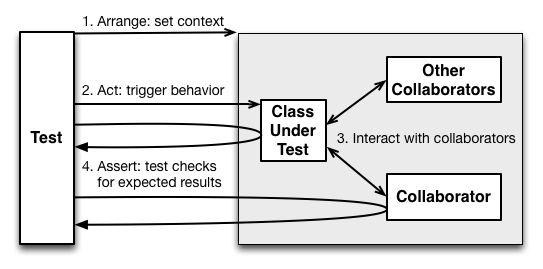 1. Arrange: set context
2. Act: trigger behavior
Test
Class
Under
Test
Other
Collaborators
3. Interact with collaborators
4. Assert: test checks
for expected results
Collaborator